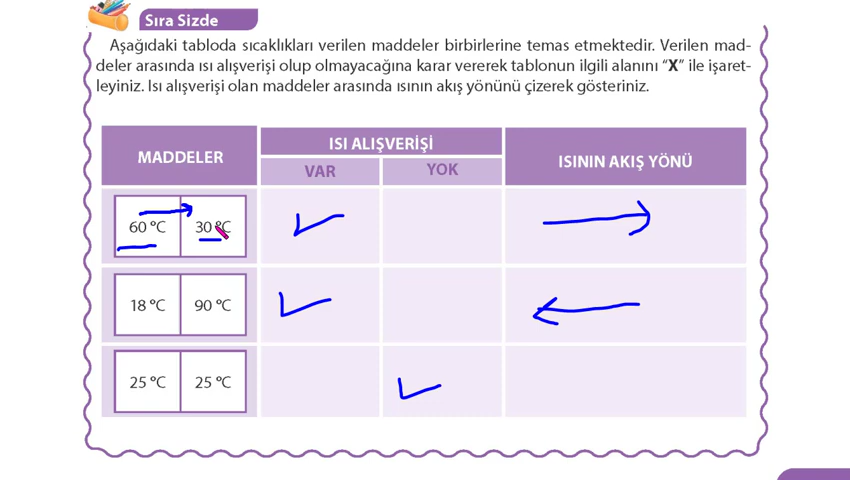 Sıra Sizde
Aşağıdaki tabloda sıcaklıkları verilen maddeler birbirlerine temas etmektedir. Verilen mad-
deler arasında ısı alışverişi olup olmayacağına karar vererek tablonun ilgili alanını “X” ile işaret-
leyiniz. Isı alışverişi olan maddeler arasında ısının akış yönünü çizerek gösteriniz.
MADDELER
ISI ALIŞVERİŞİ
VAR
YOK
ISININ AKIŞ YÖNÜ
60 °C 30 °C
18 °C 90 °C
25 °C 25 °C